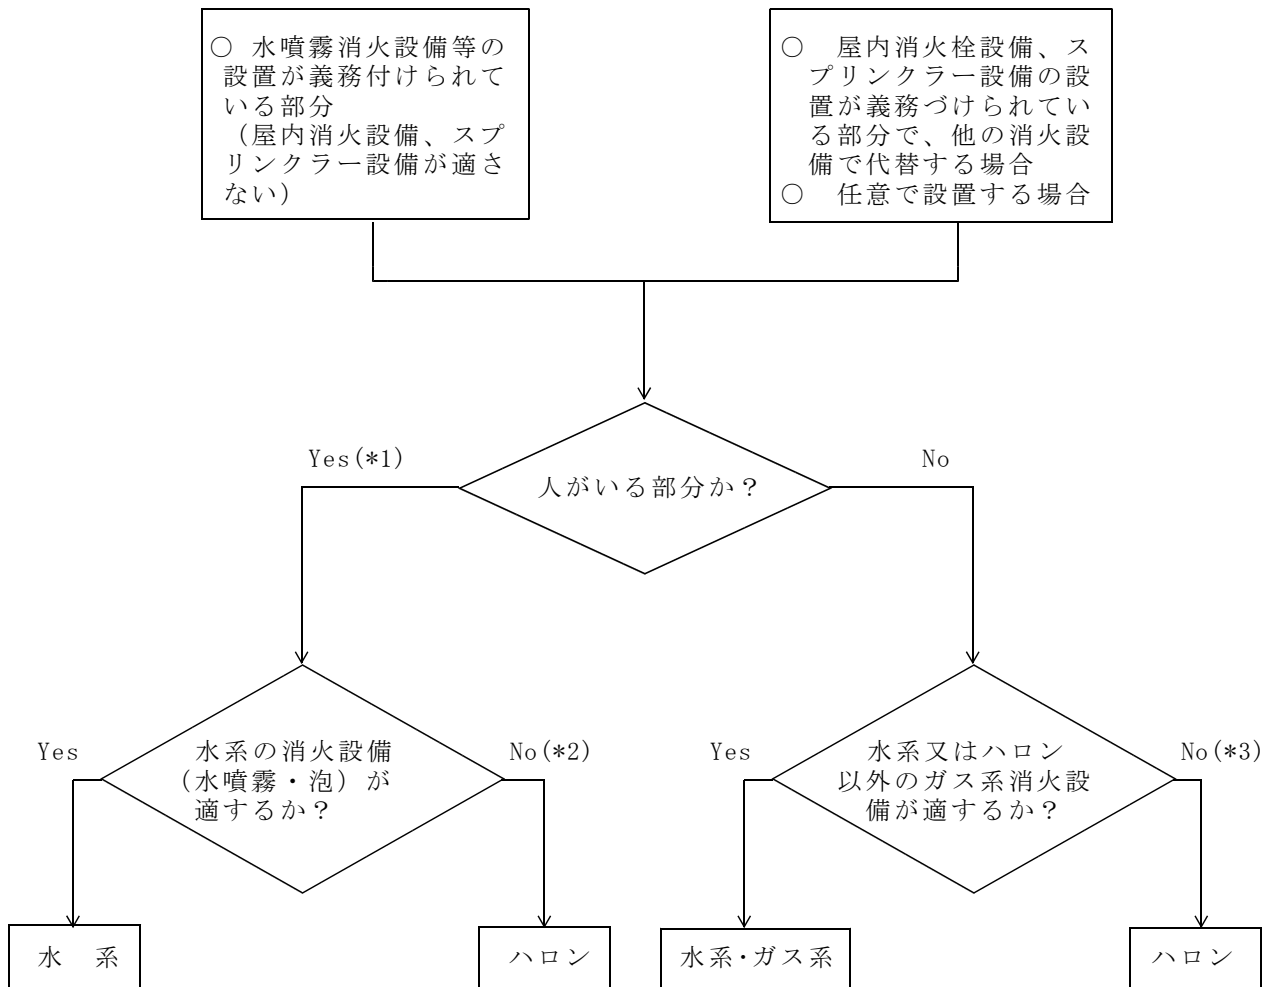 ○ 水噴霧消火設備等の
設置が義務付けられて
いる部分
（屋内消火設備、スプ
リンクラー設備が適さ
ない）
○ 屋内消火栓設備、ス
プリンクラー設備の設
置が義務づけられてい
る部分で、他の消火設
備で代替する場合
○ 任意で設置する場合
Yes(*1)
No
人がいる部分か？
Yes
水系の消火設備
（水噴霧・泡）が
適するか？
No(*2)
Yes
水系又はハロン
以外のガス系消火設
備が適するか？
No(*3)
水 系
ハロン
水系･ガス系
ハロン